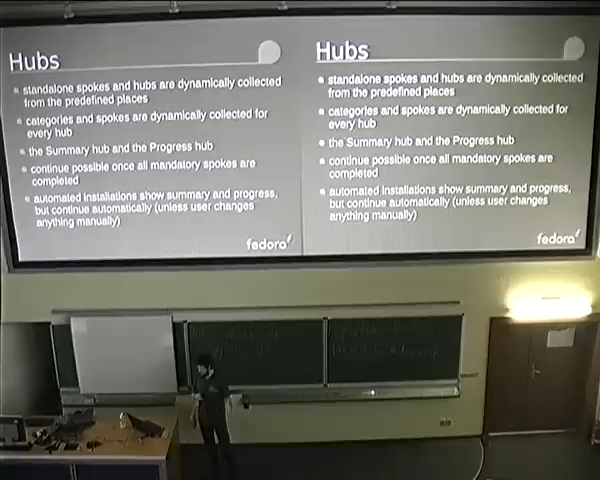 Hubs
standalone spokes and hubs are dynamically collected
from the predefined places
categories and spokes are dynamically collected for
every hub
the Summary hub and the Progress hub
continue possible once all mandatory spokes are
completed
automated installations show summary and progress,
but continue automatically (unless user changes
anything manually)
fedora
Hubs
standalone spokes and hubs are dynamically collected
from the predefined places
categories and spokes are dynamically collected for
every hub
the Summary hub and the Progress hub
continue possible once all mandatory spokes are
completed
automated installations show summary and progress,
but continue automatically (unless user changes
anything manually)
fedora